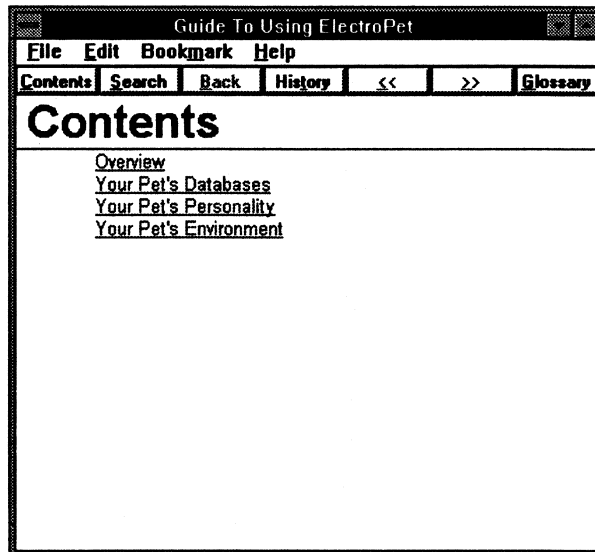 Guide To Using ElectroPet
File Edit Bookmark Help
Contents Search Back History << >> Glossary
Contents
Overview
Your Pet's Databases
Your Pet's Personality
Your Pet's Environment